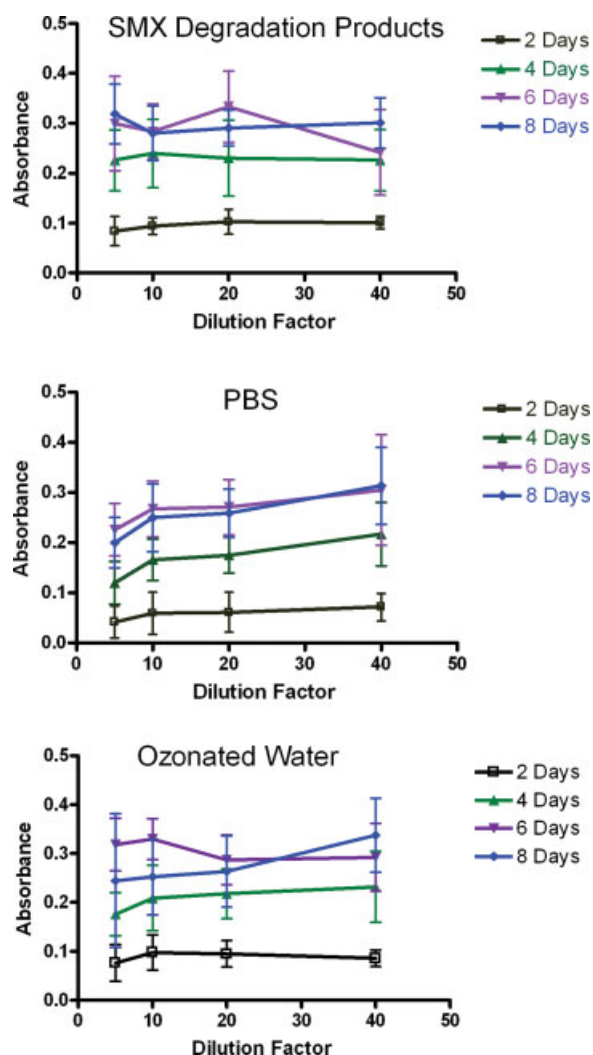 SMX Degradation Products
0.5
0.4
0.3
0.2
0.1
0.0
Absorbance
0 10 20 30 40 50
Dilution Factor
2 Days
4 Days
6 Days
8 Days
PBS
0.5
0.4
0.3
0.2
0.1
0.0
Absorbance
0 10 20 30 40 50
Dilution Factor
2 Days
4 Days
6 Days
8 Days
Ozonated Water
0.5
0.4
0.3
0.2
0.1
0.0
Absorbance
0 10 20 30 40 50
Dilution Factor
2 Days
4 Days
6 Days
8 Days